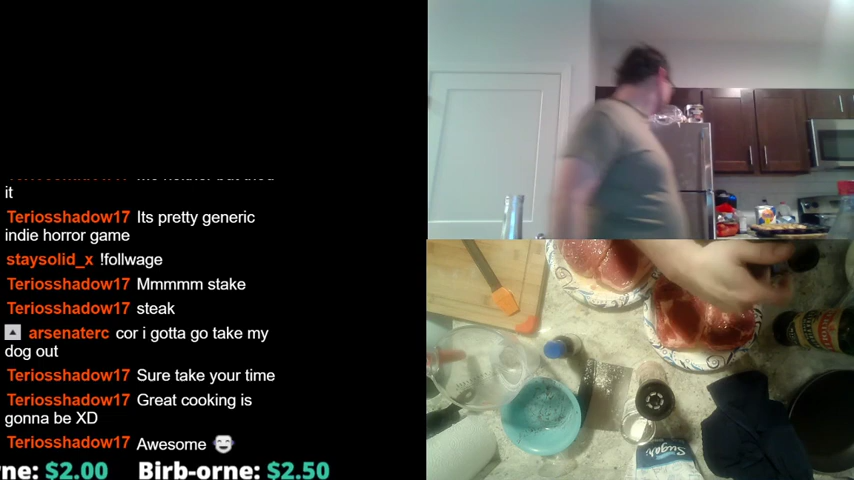 it
Teriosshadow17 Its pretty generic
indie horror game
staysolid_x !follwage
Teriosshadow17 Mmmmm stake
Teriosshadow17 steak
arsenaterc cor i gotta go take my
dog out
Teriosshadow17 Sure take your time
Teriosshadow17 Great cooking is
gonna be XD
Teriosshadow17 Awesome
rne: $2.00 Birb-orne: $2.50
Sugar